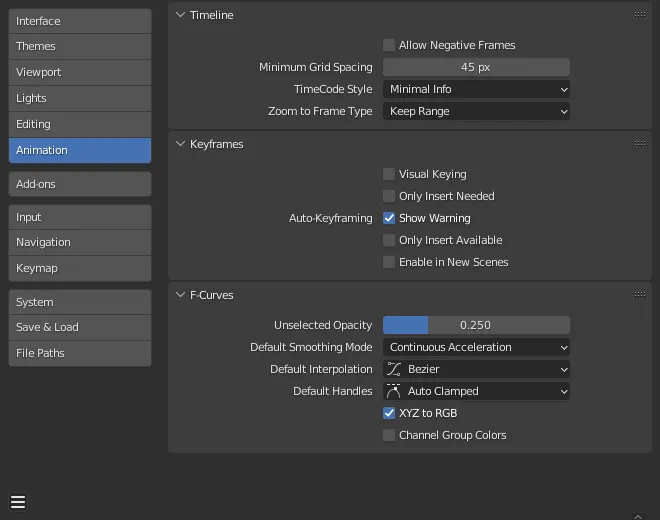 Interface
Themes
Viewport
Lights
Editing
Animation
Add-ons
Input
Navigation
Keymap
System
Save & Load
File Paths
Timeline
Allow Negative Frames
Minimum Grid Spacing 45 px
TimeCode Style Minimal Info
Zoom to Frame Type Keep Range
Keyframes
Visual Keying
Only Insert Needed
Auto-Keyframing Show Warning
Only Insert Available
Enable in New Scenes
F-Curves
Unselected Opacity 0.250
Default Smoothing Mode Continuous Acceleration
Default Interpolation Bezier
Default Handles Auto Clamped
XYZ to RGB
Channel Group Colors